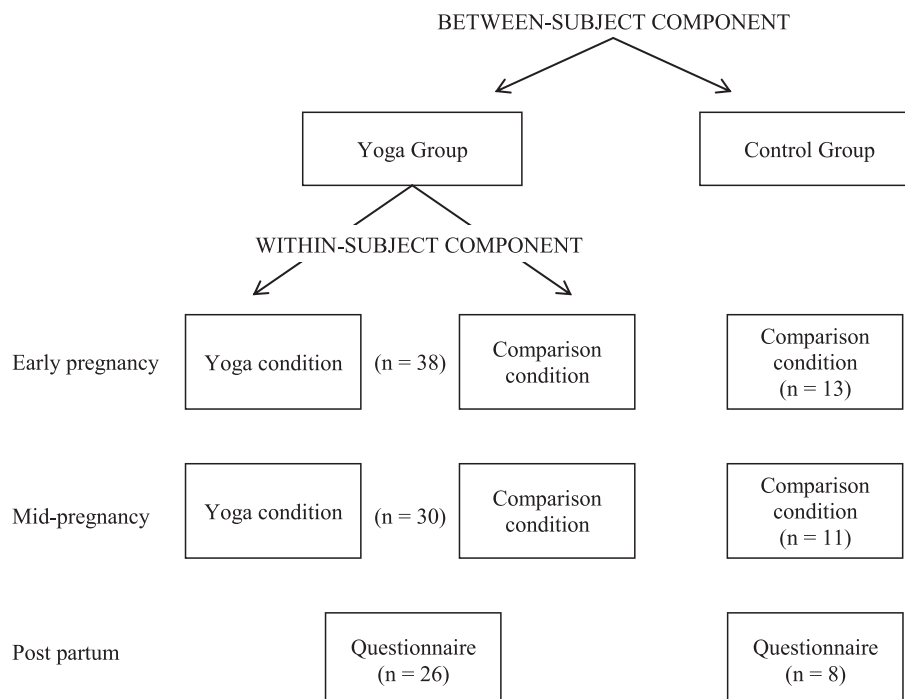 BETWEEN-SUBJECT COMPONENT
Yoga Group
Control Group
WITHIN-SUBJECT COMPONENT
Early pregnancy
Yoga condition
(n = 38)
Comparison
condition
Comparison
condition
(n = 13)
Mid-pregnancy
Yoga condition
(n = 30)
Comparison
condition
Comparison
condition
(n = 11)
Post partum
Questionnaire
(n = 26)
Questionnaire
(n = 8)